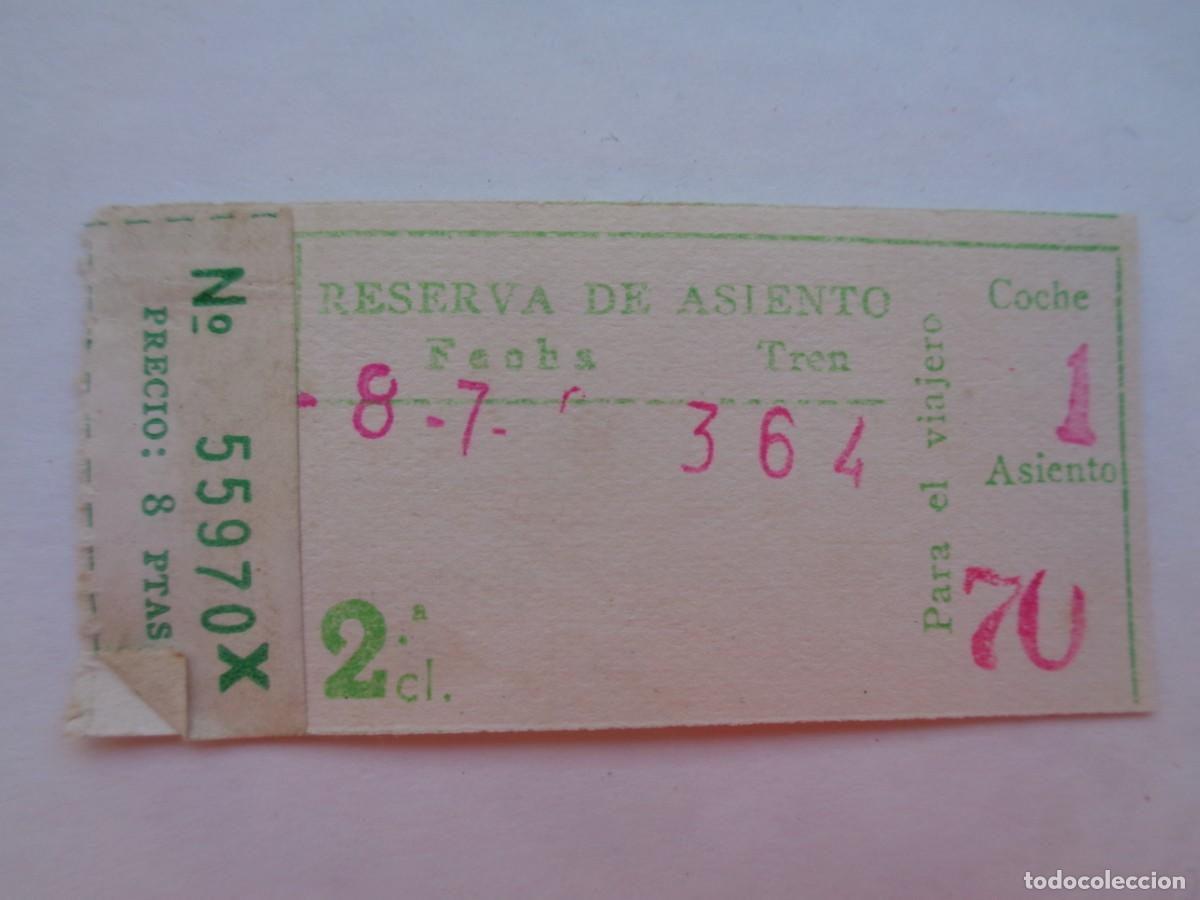 Nº 55970X
PRECIO: 8 PTAS
RESERVA DE ASIENTO
Fecha Tren
-8.-7.- 364
2.ª cl.
Para el viajero
Coche
1
Asiento
70
todocoleccion